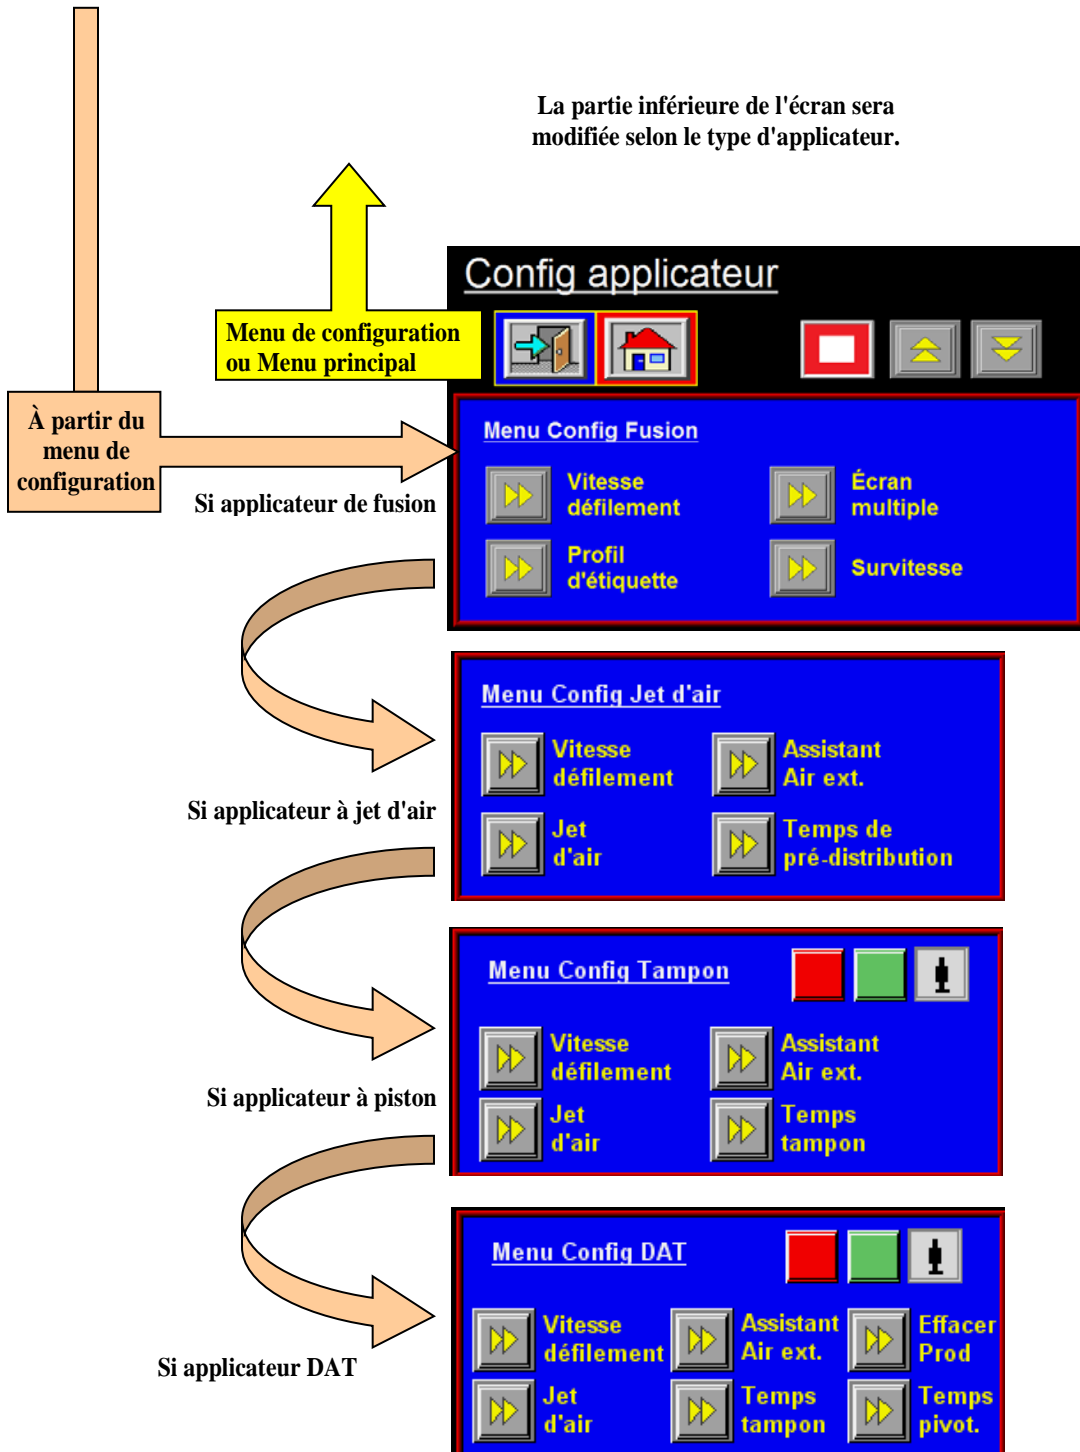 La partie inférieure de l'écran sera
modifiée selon le type d'applicateur.
Config applicateur
Menu de configuration
ou Menu principal
À partir du
menu de
configuration
Si applicateur de fusion
Menu Config Fusion
Vitesse
défilement
Écran
multiple
Profil
d'étiquette
Survitesse
Menu Config Jet d'air
Vitesse
défilement
Assistant
Air ext.
Si applicateur à jet d'air
Jet
d'air
Temps de
pré-distribution
Menu Config Tampon
Vitesse
défilement
Assistant
Air ext.
Si applicateur à piston
Jet
d'air
Temps
tampon
Menu Config DAT
Vitesse
défilement
Assistant
Air ext.
Effacer
Prod
Si applicateur DAT
Jet
d'air
Temps
tampon
Temps
pivot.